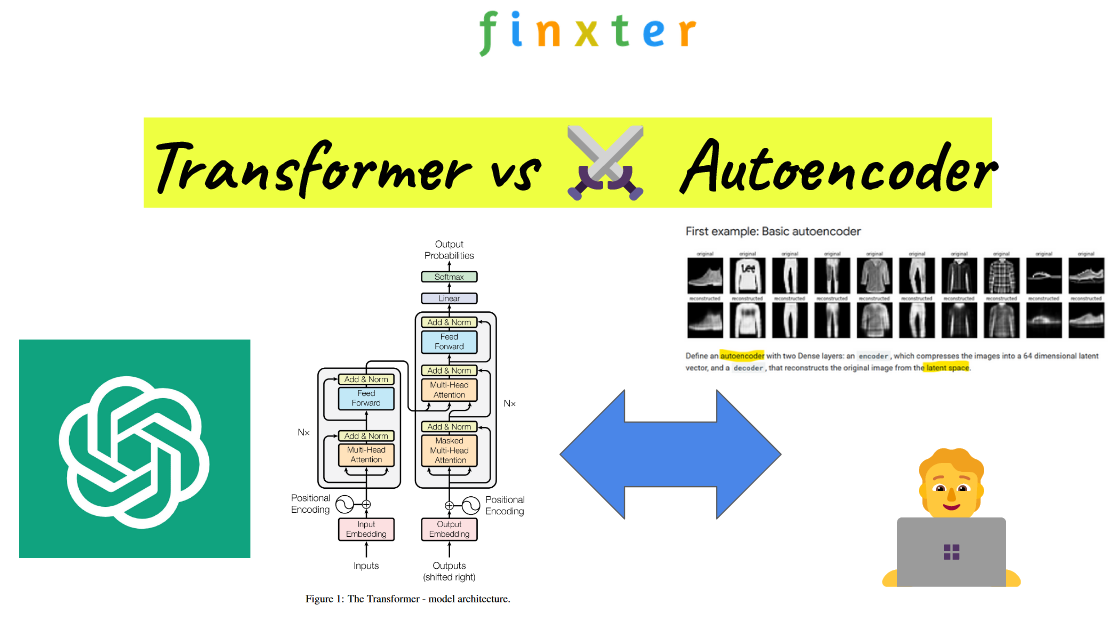 finxter
Transformer vs Autoencoder
First example: Basic autoencoder
original original original original original original original original original original
Lee
reconstructed reconstructed reconstructed reconstructed reconstructed reconstructed reconstructed reconstructed reconstructed reconstructed
Define an autoencoder with two Dense layers: an encoder, which compresses the images into a 64 dimensional latent
vector, and a decoder, that reconstructs the original image from the latent space.
Output
Probabilities
Softmax
Linear
Add & Norm
Feed
Forward
Add & Norm
Multi-Head
Attention
Add & Norm
Masked
Multi-Head
Attention
N×
Add & Norm
Feed
Forward
Add & Norm
Multi-Head
Attention
N×
Positional
Encoding
Positional
Encoding
Input
Embedding
Output
Embedding
Inputs
Outputs
(shifted right)
Figure 1: The Transformer - model architecture.